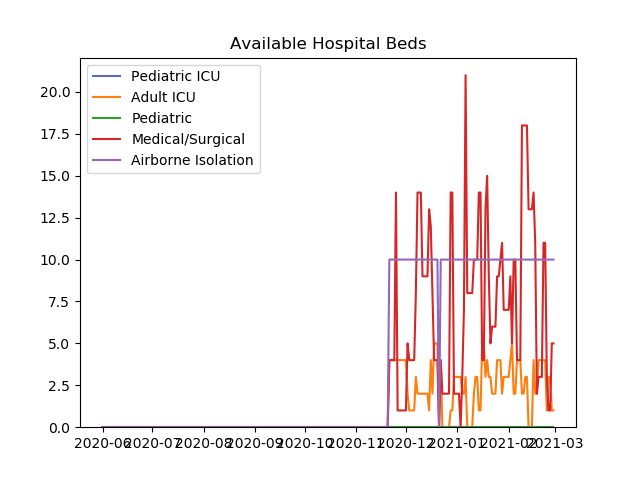 Available Hospital Beds
Pediatric ICU
Adult ICU
Pediatric
Medical/Surgical
Airborne Isolation
20.0
17.5
15.0
12.5
10.0
7.5
5.0
2.5
0.0
2020-06 2020-07 2020-08 2020-09 2020-10 2020-11 2020-12 2021-01 2021-02 2021-03